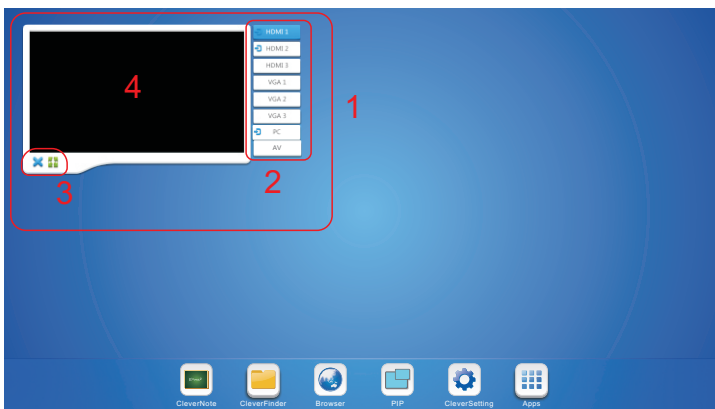 HDMI 1
HDMI 2
HDMI 3
VGA 1
VGA 2
VGA 3
PC
AV
1
2
3
4
CleverNote
CleverFinder
Browser
PIP
CleverSetting
Apps